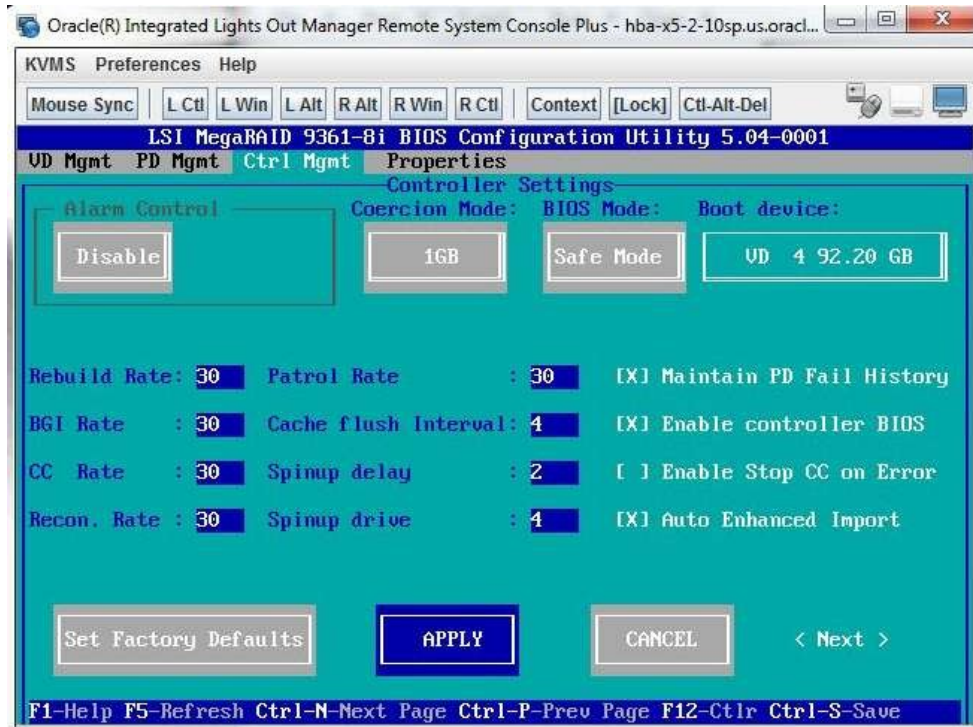 Oracle(R) Integrated Lights Out Manager Remote System Console Plus - hba-x5-2-10sp.us.oracl...
KVMS Preferences Help
Mouse Sync L Ctl L Win L Alt R Alt R Win R Ctl Context [Lock] Ctl-Alt-Del
LSI MegaRAID 9361-8i BIOS Configuration Utility 5.04-0001
VD Mgmt PD Mgmt Ctrl Mgmt Properties
Controller Settings
Alarm Control Coercion Mode: BIOS Mode: Boot device:
Disable 1GB Safe Mode VD 4 92.20 GB
Rebuild Rate: 30 Patrol Rate : 30 [X] Maintain PD Fail History
BGI Rate : 30 Cache flush Interval: 4 [X] Enable controller BIOS
CC Rate : 30 Spinup delay : 2 [ ] Enable Stop CC on Error
Recon. Rate : 30 Spinup drive : 4 [X] Auto Enhanced Import
Set Factory Defaults APPLY CANCEL < Next >
F1-Help F5-Refresh Ctrl-N-Next Page Ctrl-P-Prev Page F12-Ctlr Ctrl-S-Save